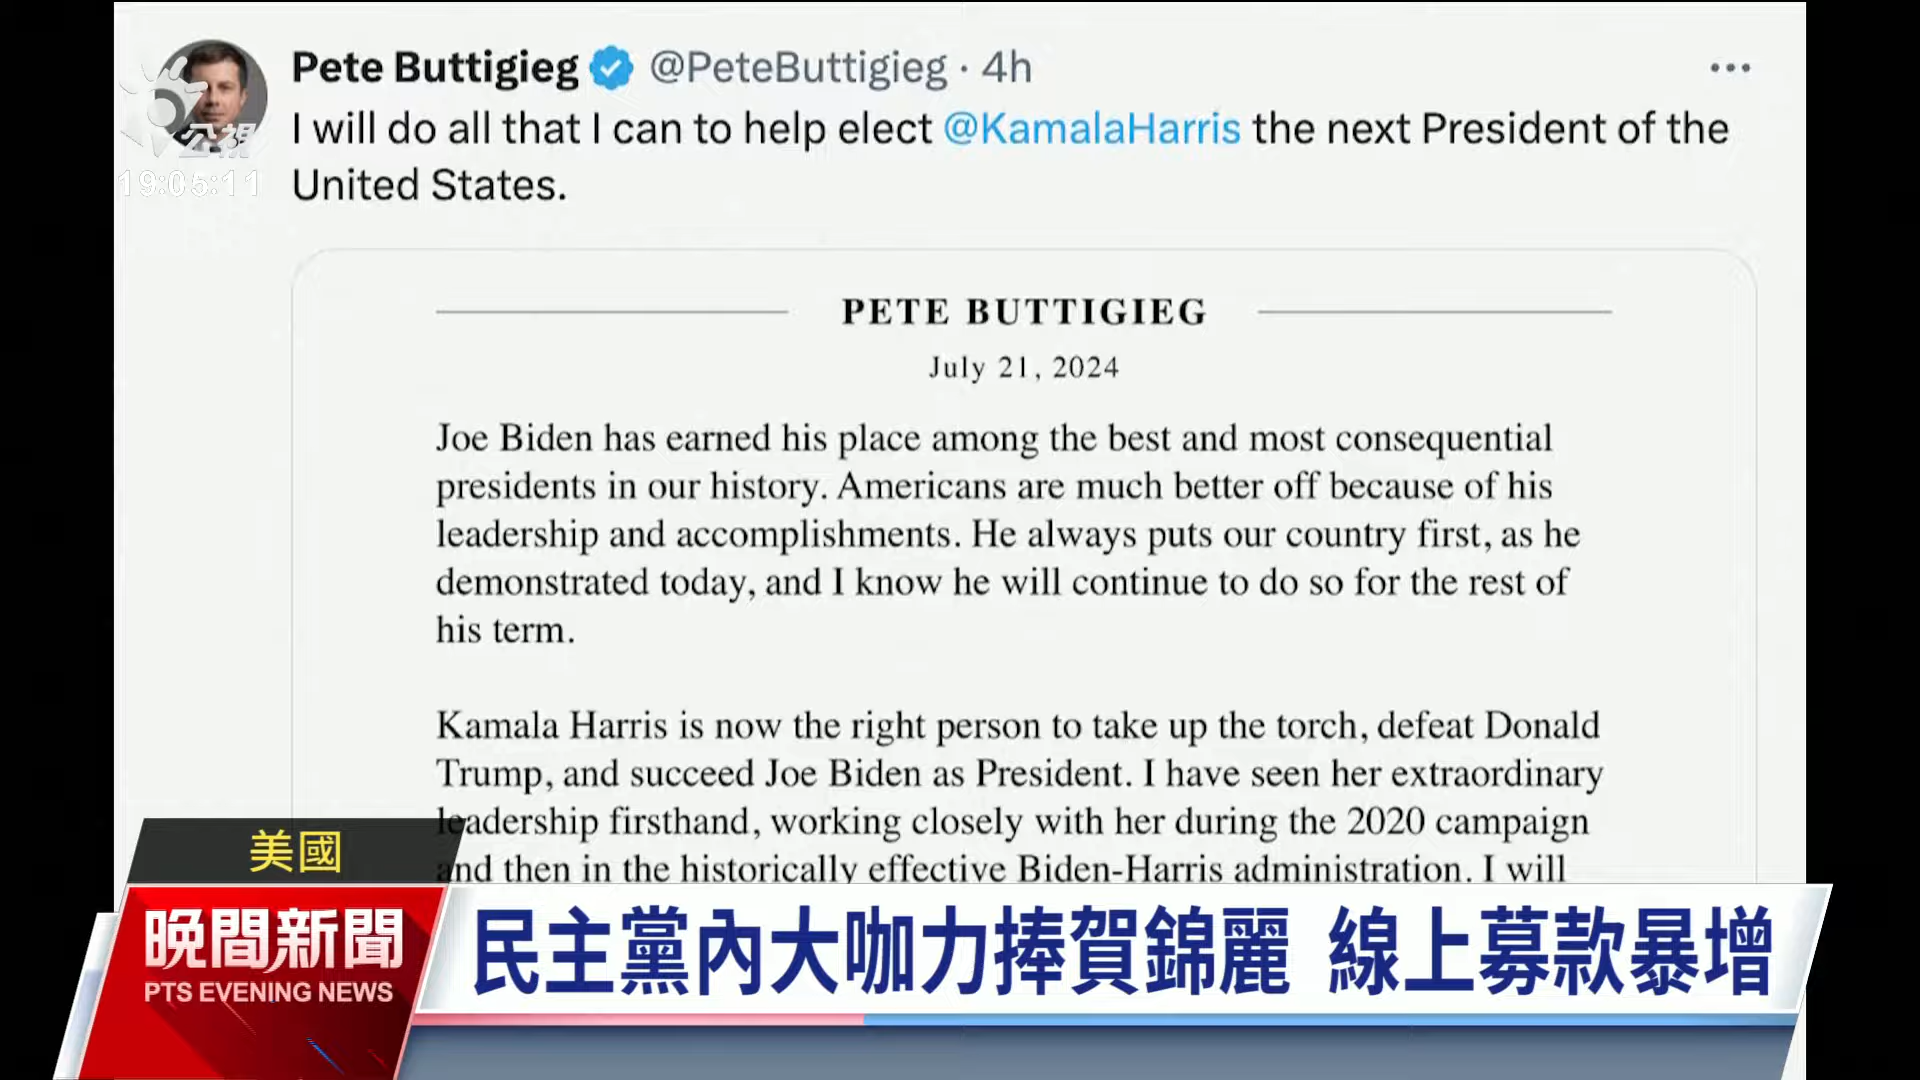 Pete Buttigieg @PeteButtigieg · 4h
I will do all that I can to help elect @KamalaHarris the next President of the
United States.
公視
19:05:11
PETE BUTTIGIEG
July 21, 2024
Joe Biden has earned his place among the best and most consequential
presidents in our history. Americans are much better off because of his
leadership and accomplishments. He always puts our country first, as he
demonstrated today, and I know he will continue to do so for the rest of
his term.
Kamala Harris is now the right person to take up the torch, defeat Donald
Trump, and succeed Joe Biden as President. I have seen her extraordinary
leadership firsthand, working closely with her during the 2020 campaign
and then in the historically effective Biden-Harris administration. I will
美國
晚間新聞
PTS EVENING NEWS
民主黨內大咖力捧賀錦麗 線上募款暴增